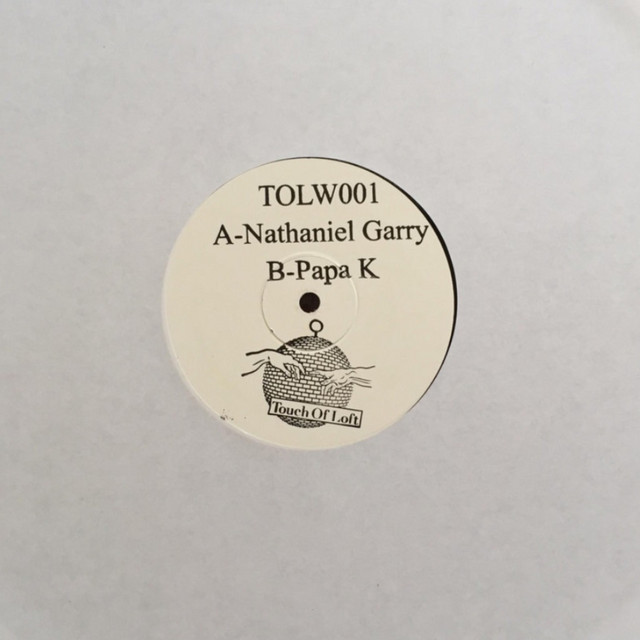 TOLW001
A-Nathaniel Garry
B-Papa K
Touch Of Loft